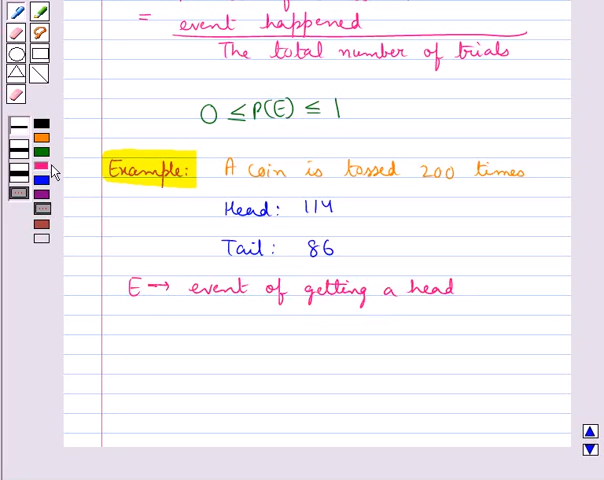 = event happened
The total number of trials
0 ≤ P(E) ≤ 1
Example: A coin is tossed 200 times
Head: 114
Tail: 86
E → event of getting a head